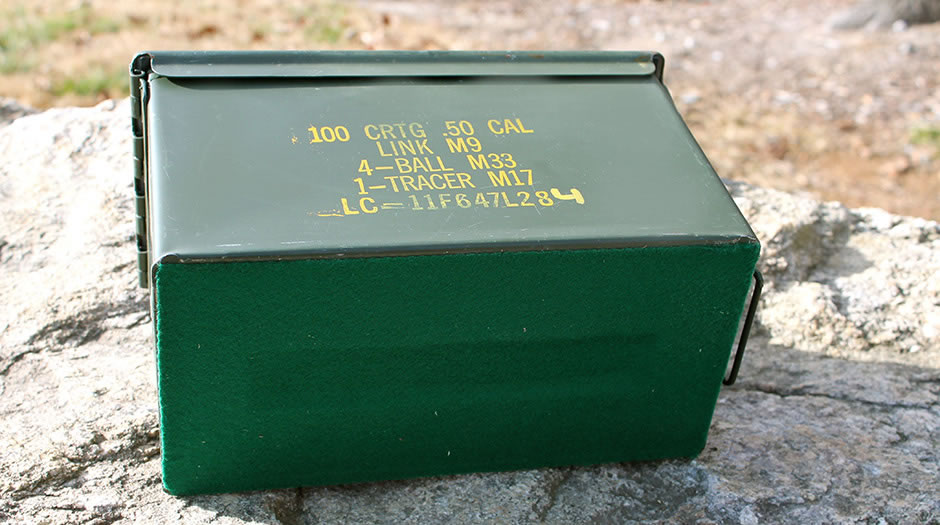 100 CRTG .50 CAL
LINK M9
4-BALL M33
1-TRACER M17
LC-11F647L284